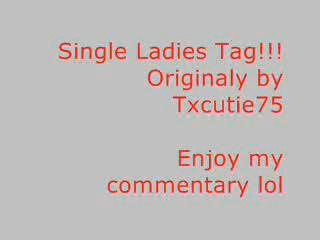 Single Ladies Tag!!!
Originaly by
Txcutie75
Enjoy my
commentary lol